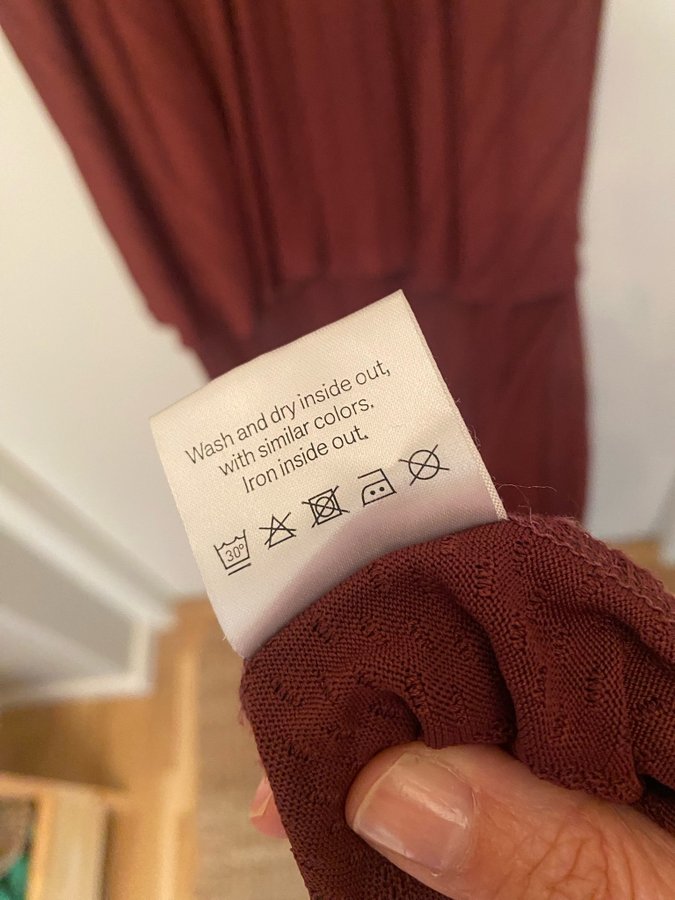 Wash and dry inside out,
with similar colors.
Iron inside out.
30°